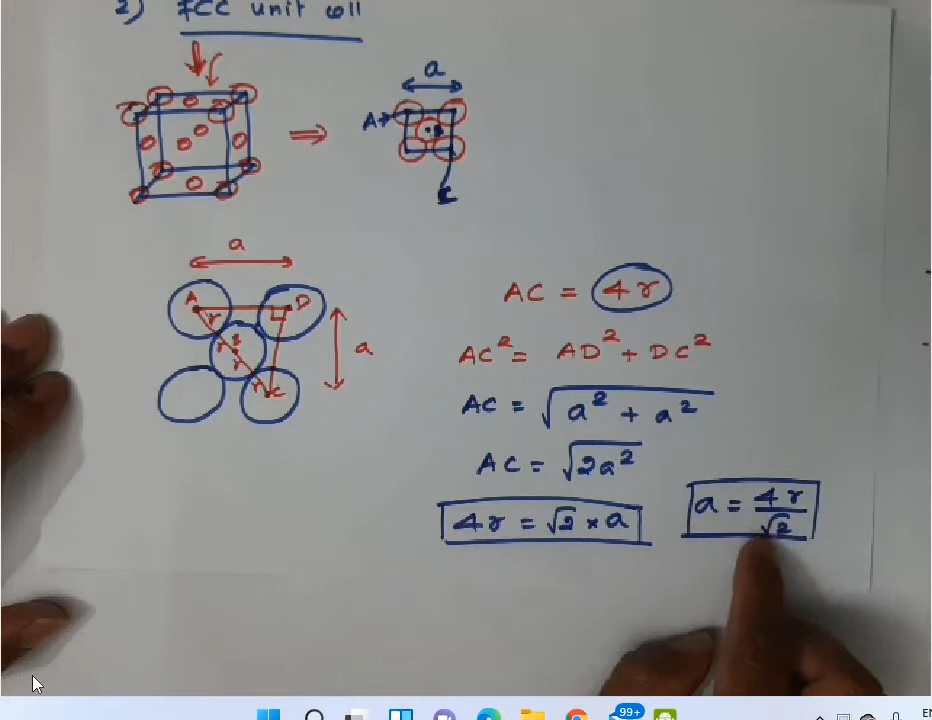 2) FCC unit cell
a
A
C
a
A
D
r
r
r
r
C
a
AC = 4r
AC² = AD² + DC²
AC = √a² + a²
AC = √2a²
4r = √2 × a
a = 4r/√2
99+
EN